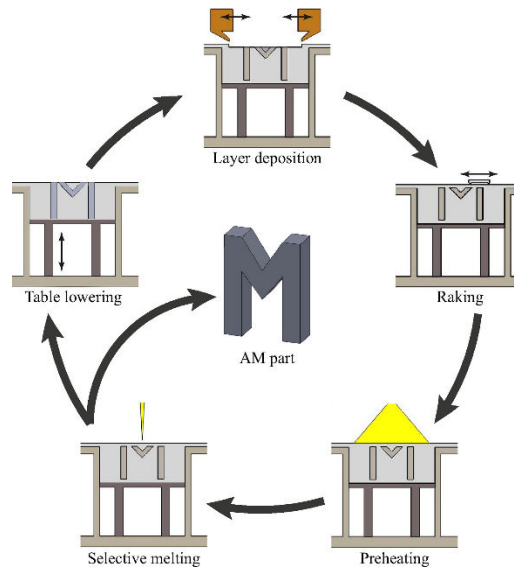 Layer deposition
Table lowering
Raking
AM part
Selective melting
Preheating